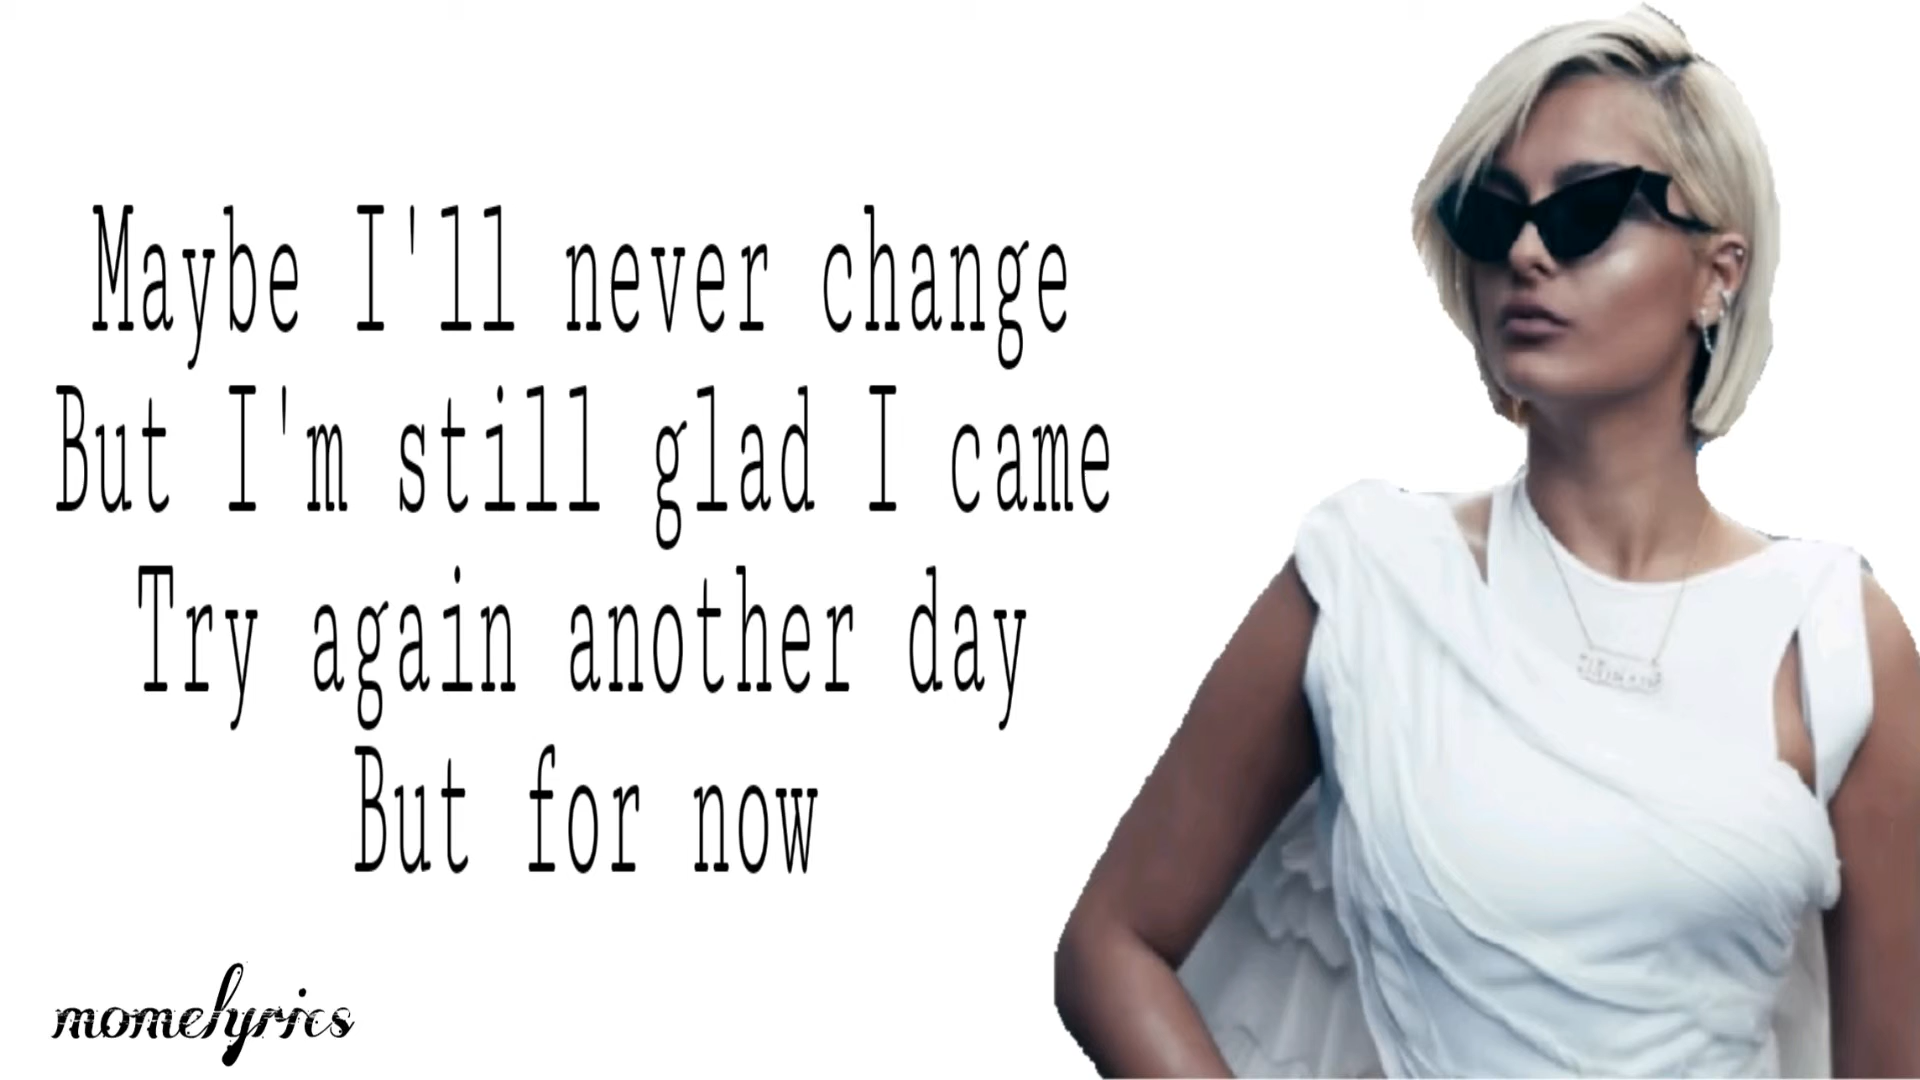 Maybe I'll never change
But I'm still glad I came
Try again another day
But for now
momelyrics